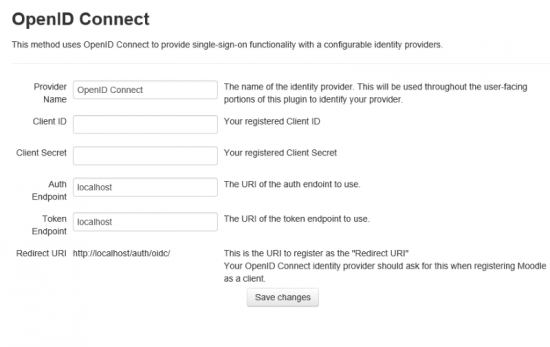 OpenID Connect
This method uses OpenID Connect to provide single-sign-on functionality with a configurable identity providers.
Provider Name OpenID Connect The name of the identity provider. This will be used throughout the user-facing
portions of this plugin to identify your provider.
Client ID Your registered Client ID
Client Secret Your registered Client Secret
Auth Endpoint localhost The URI of the auth endoint to use.
Token Endpoint localhost The URI of the token endpoint to use.
Redirect URI http://localhost/auth/oidc/ This is the URI to register as the "Redirect URI"
Your OpenID Connect identity provider should ask for this when registering Moodle
as a client.
Save changes